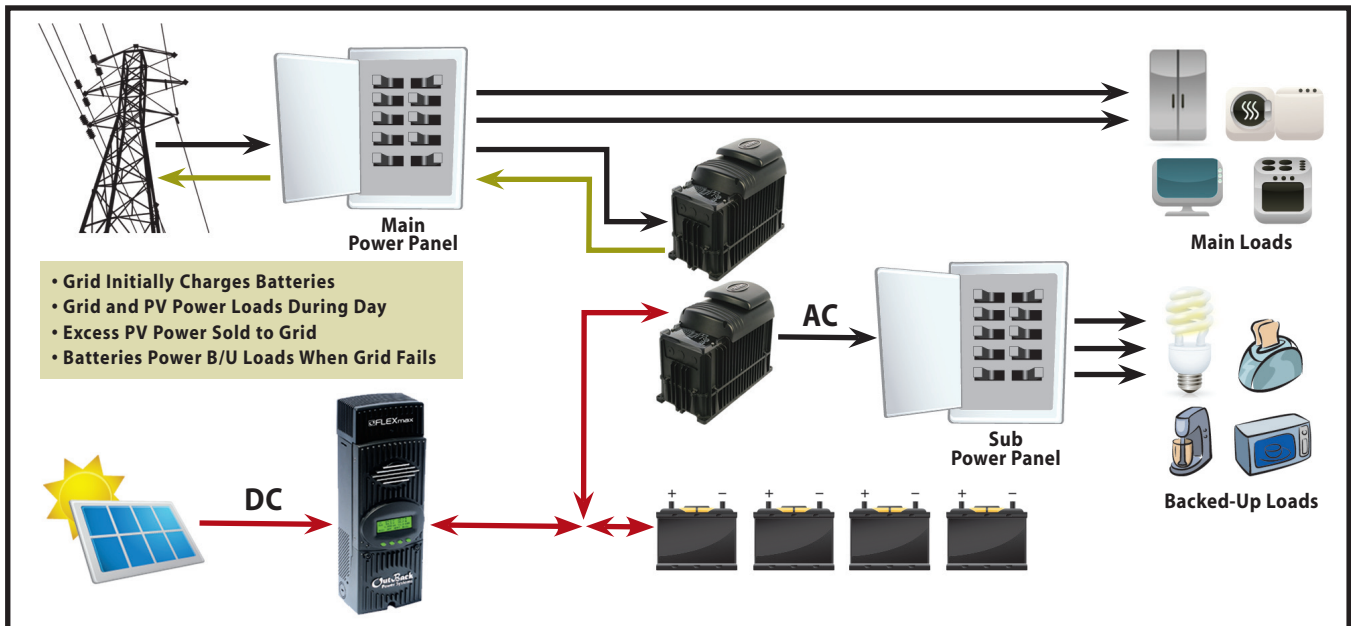 Main
Power Panel
Main Loads
• Grid Initially Charges Batteries
• Grid and PV Power Loads During Day
• Excess PV Power Sold to Grid
• Batteries Power B/U Loads When Grid Fails
AC
Sub
Power Panel
Backed-Up Loads
DC
FLEXmax
OutBack
Power Systems
+ − + − + − + −